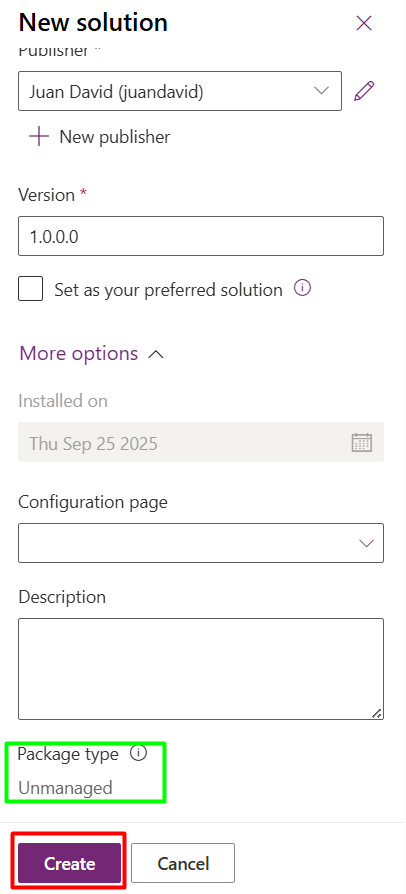 New solution
Publisher *
Juan David (juandavid)
New publisher
Version *
1.0.0.0
Set as your preferred solution
More options
Installed on
Thu Sep 25 2025
Configuration page
Description
Package type
Unmanaged
Create
Cancel